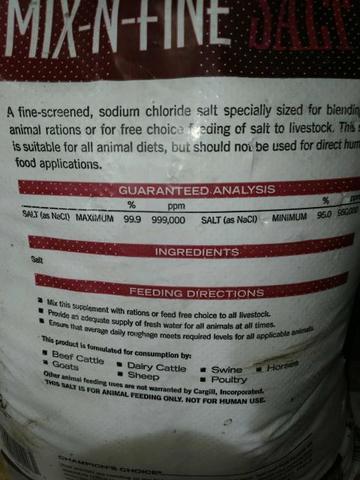 MIX-N-FINE SALT
A fine-screened, sodium chloride salt specially sized for blending
animal rations or for free choice feeding of salt to livestock. This
is suitable for all animal diets, but should not be used for direct
food applications.
GUARANTEED ANALYSIS
% ppm %
SALT (as NaCl) MAXIMUM 99.9 999,000 SALT (as NaCl) MINIMUM 95.0
INGREDIENTS
Salt
FEEDING DIRECTIONS
Mix this supplement with rations or feed free choice to all livestock.
Provide an adequate supply of fresh water for all animals at all times.
Ensure that average daily roughage meets required levels for all applicable animals.
This product is formulated for consumption by:
Beef Cattle Dairy Cattle Swine Horses
Goats Sheep Poultry
Other animal feeding uses are not warranted by Cargill, Incorporated.
THIS SALT IS FOR ANIMAL FEEDING ONLY. NOT FOR HUMAN USE.
CHAMPION'S CHOICE